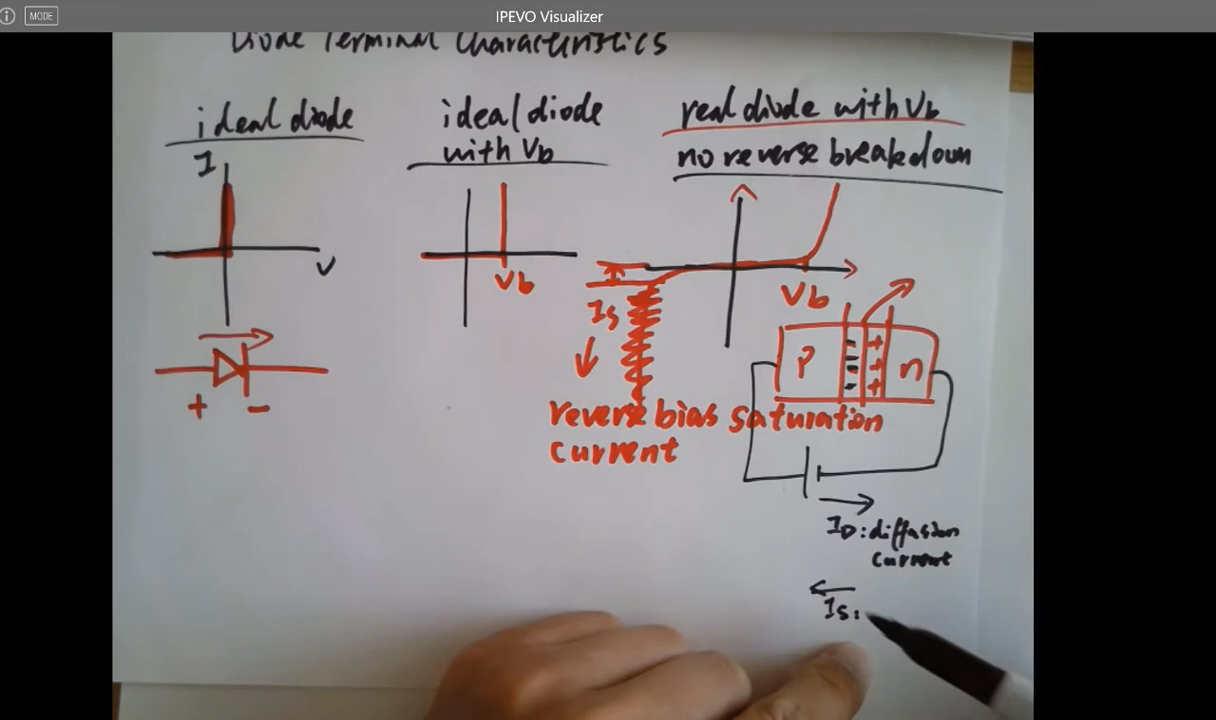 MODE
IPEVO Visualizer
Diode Terminal Characteristics
ideal diode
I
V
+ -
ideal diode
with Vb
Vb
real diode with Vb
no reverse breakdown
Vb
Is
P
n
reverse bias saturation
current
ID: diffusion
current
Is: